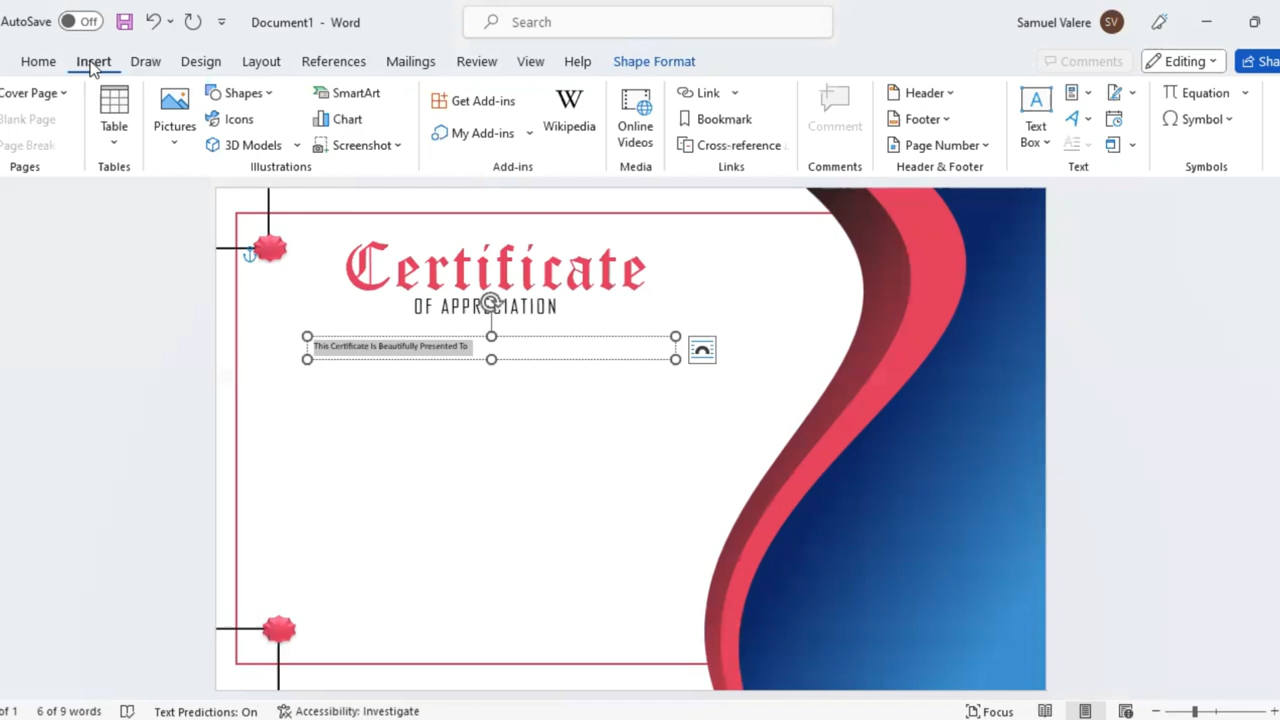 AutoSave Off Document1 - Word Search Samuel Valere SV
Home Insert Draw Design Layout References Mailings Review View Help Shape Format Comments Editing Sha
Cover Page Shapes SmartArt Get Add-ins Link Header Equation
Blank Page Table Pictures Icons Chart Wikipedia Online Videos Bookmark Comment Footer Text Box Symbol
Page Break 3D Models Screenshot My Add-ins Cross-reference Page Number
Pages Tables Illustrations Add-ins Media Links Comments Header & Footer Text Symbols
Certificate
OF APPRECIATION
This Certificate Is Beautifully Presented To
of 1 6 of 9 words Text Predictions: On Accessibility: Investigate Focus